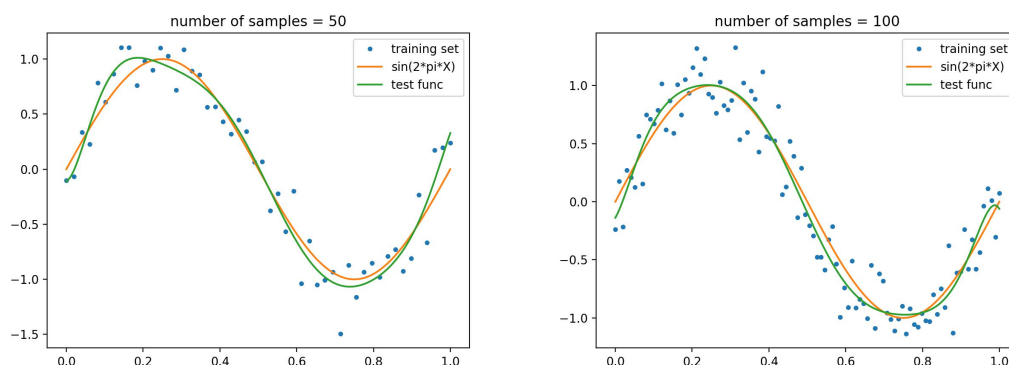 number of samples = 50
training set
sin(2*pi*X)
test func
1.0
0.5
0.0
−0.5
−1.0
−1.5
0.0 0.2 0.4 0.6 0.8 1.0
number of samples = 100
training set
sin(2*pi*X)
test func
1.0
0.5
0.0
−0.5
−1.0
0.0 0.2 0.4 0.6 0.8 1.0